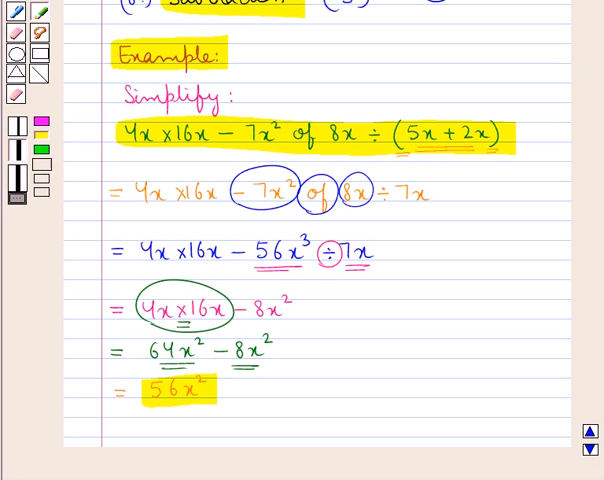 Example:
Simplify:
4x × 16x − 7x² of 8x ÷ (5x + 2x)
= 4x × 16x − 7x² of 8x ÷ 7x
= 4x × 16x − 56x³ ÷ 7x
= 4x × 16x − 8x²
= 64x² − 8x²
= 56x²